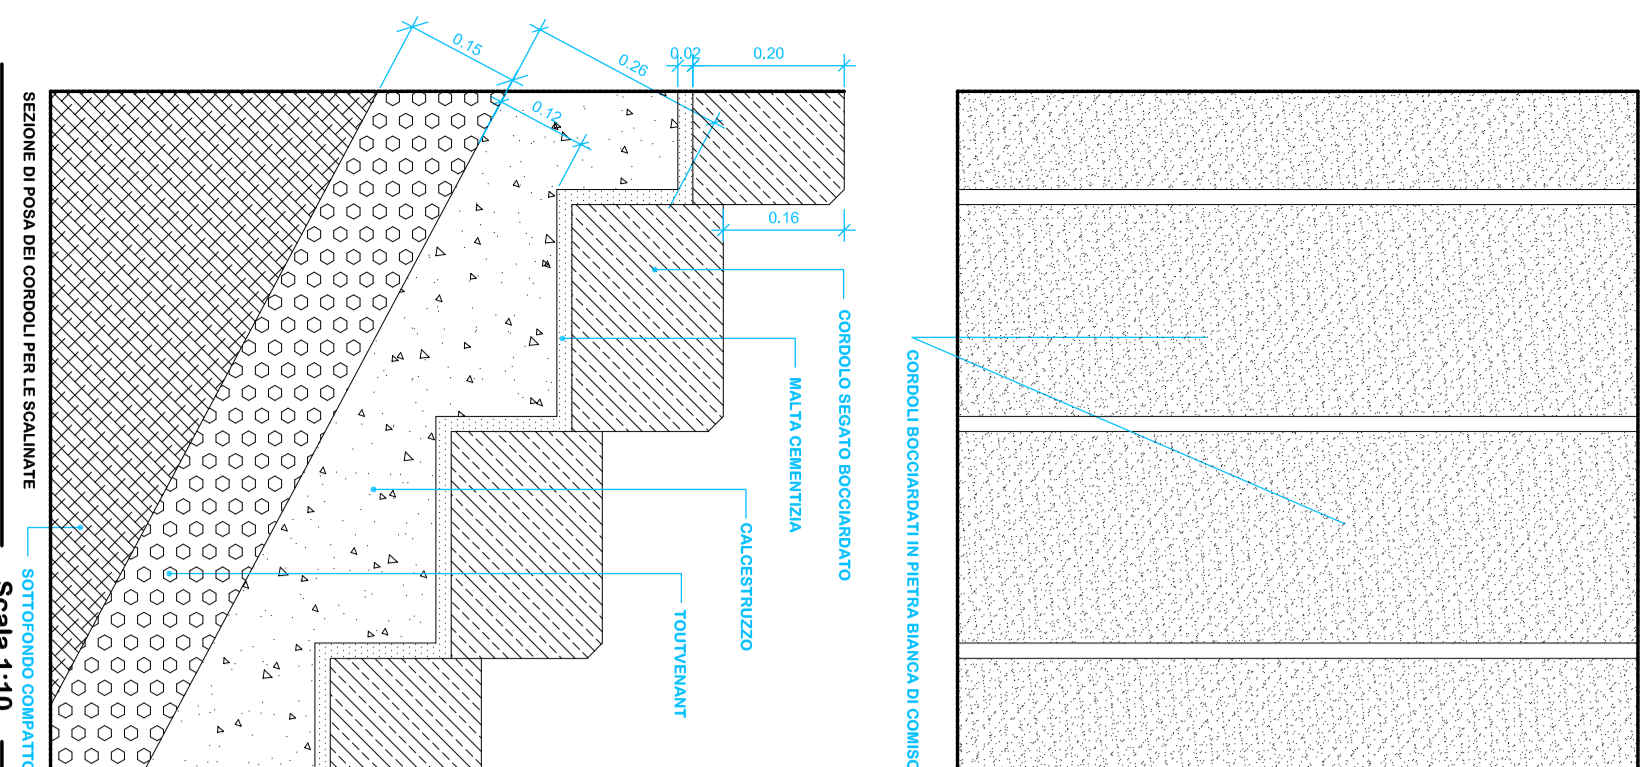 0.15
0.26
0.02
0.20
0.12
0.16
CORDOLO SEGATO BOCCIARDATO
MALTA CEMENTIZIA
CALCESTRUZZO
TOUTVENANT
SOTTOFONDO COMPATTO
SEZIONE DI POSA DEI CORDOLI PER LE SCALINATE
Scala 1:10
CORDOLI BOCCIARDATI IN PIETRA BIANCA DI COMISO